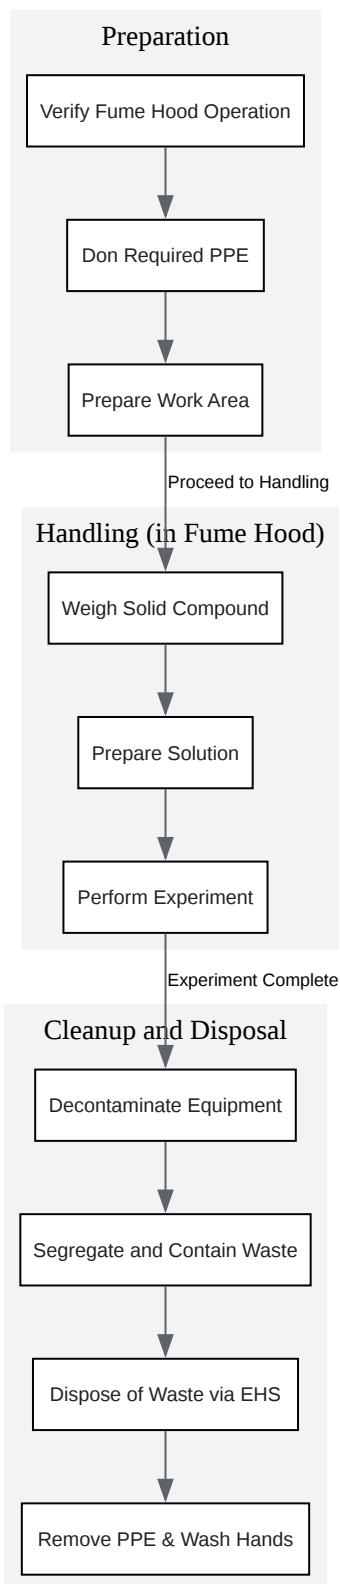 Preparation
Verify Fume Hood Operation
Don Required PPE
Prepare Work Area
Proceed to Handling
Handling (in Fume Hood)
Weigh Solid Compound
Prepare Solution
Perform Experiment
Experiment Complete
Cleanup and Disposal
Decontaminate Equipment
Segregate and Contain Waste
Dispose of Waste via EHS
Remove PPE & Wash Hands